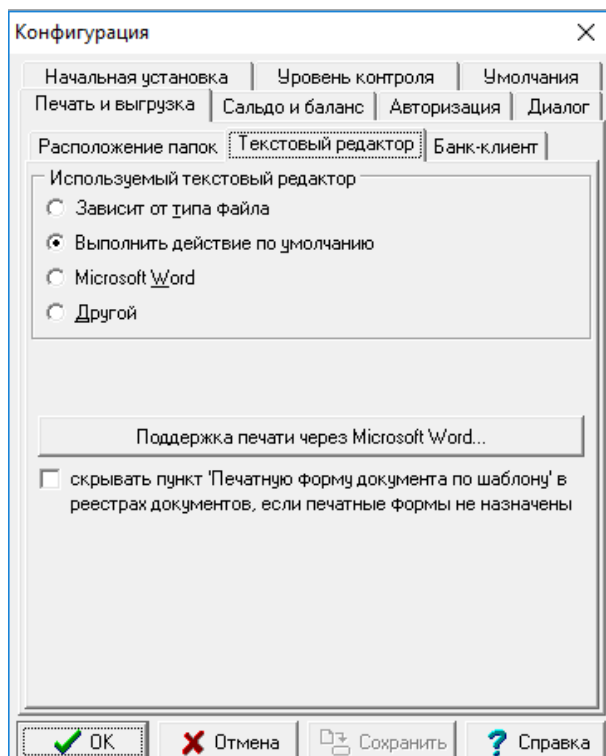 Конфигурация
Начальная установка Уровень контроля Умолчания
Печать и выгрузка Сальдо и баланс Авторизация Диалог
Расположение папок Текстовый редактор Банк-клиент
Используемый текстовый редактор
Зависит от типа файла
Выполнить действие по умолчанию
Microsoft Word
Другой
Поддержка печати через Microsoft Word...
скрывать пункт 'Печатную форму документа по шаблону' в
реестрах документов, если печатные формы не назначены
OK Отмена Сохранить ? Справка